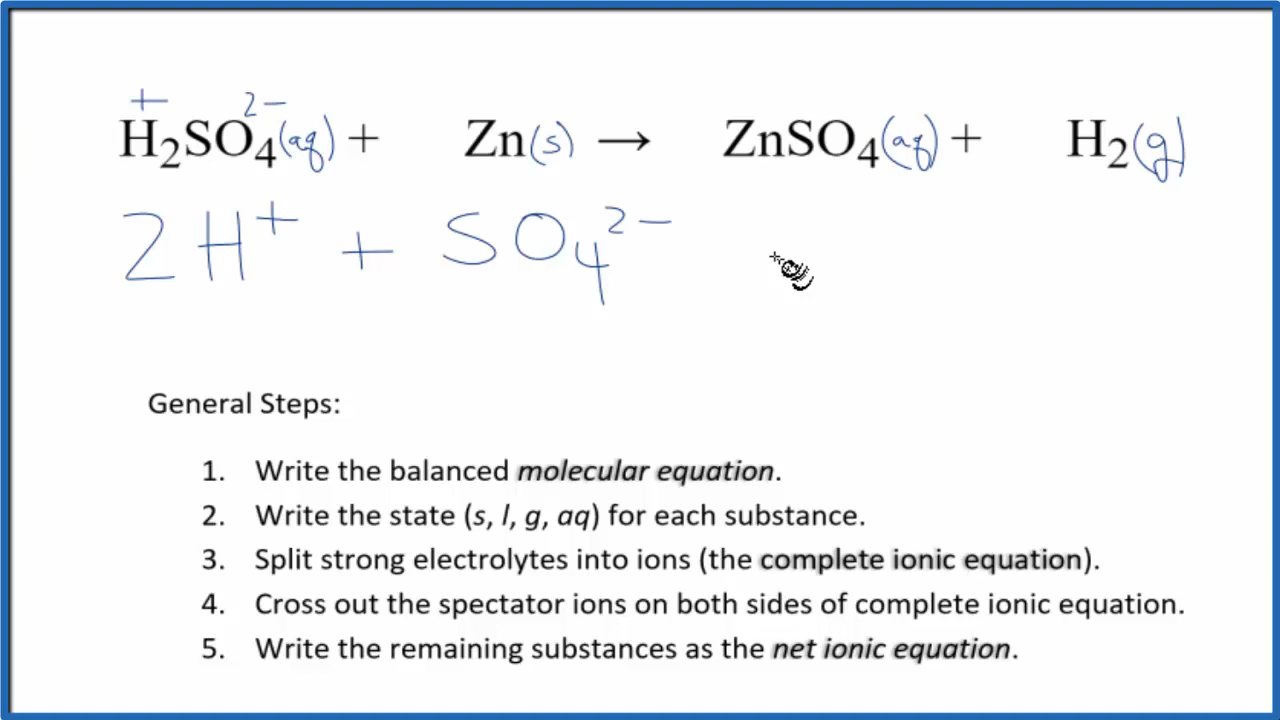 + 2-
H₂SO₄(aq) + Zn(s) → ZnSO₄(aq) + H₂(g)
2H⁺ + SO₄²⁻
General Steps:
1. Write the balanced molecular equation.
2. Write the state (s, l, g, aq) for each substance.
3. Split strong electrolytes into ions (the complete ionic equation).
4. Cross out the spectator ions on both sides of complete ionic equation.
5. Write the remaining substances as the net ionic equation.